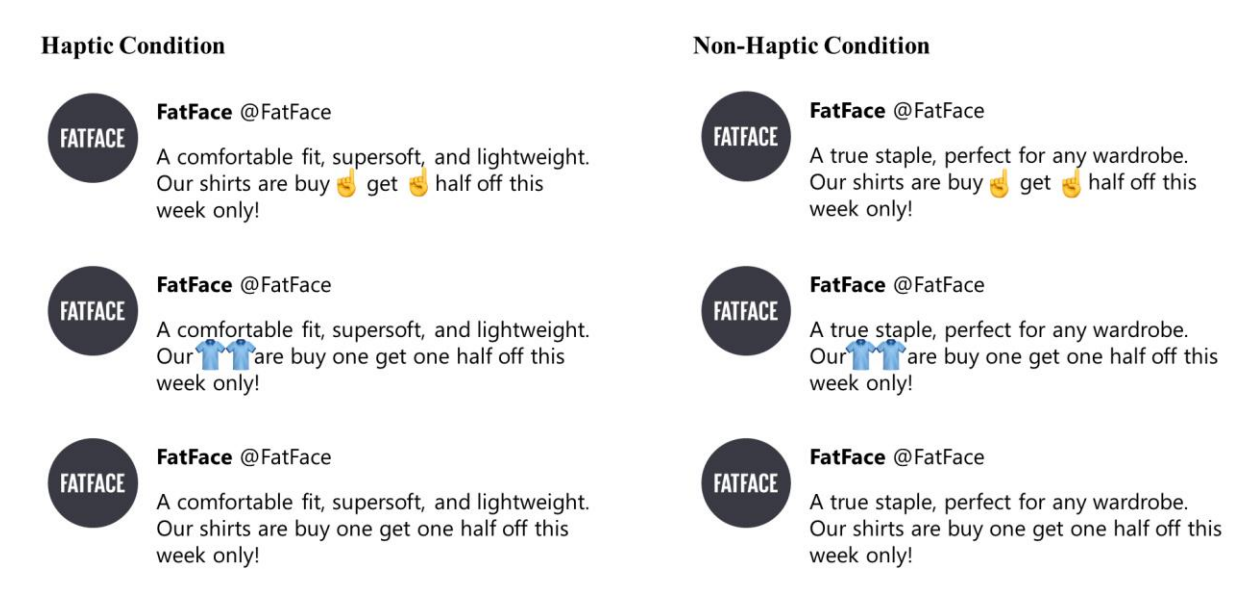 Haptic Condition
FATFACE
FatFace @FatFace
A comfortable fit, supersoft, and lightweight.
Our shirts are buy ☝ get ☝ half off this
week only!
FATFACE
FatFace @FatFace
A comfortable fit, supersoft, and lightweight.
Our 👕👕 are buy one get one half off this
week only!
FATFACE
FatFace @FatFace
A comfortable fit, supersoft, and lightweight.
Our shirts are buy one get one half off this
week only!
Non-Haptic Condition
FATFACE
FatFace @FatFace
A true staple, perfect for any wardrobe.
Our shirts are buy ☝ get ☝ half off this
week only!
FATFACE
FatFace @FatFace
A true staple, perfect for any wardrobe.
Our 👕👕 are buy one get one half off this
week only!
FATFACE
FatFace @FatFace
A true staple, perfect for any wardrobe.
Our shirts are buy one get one half off this
week only!